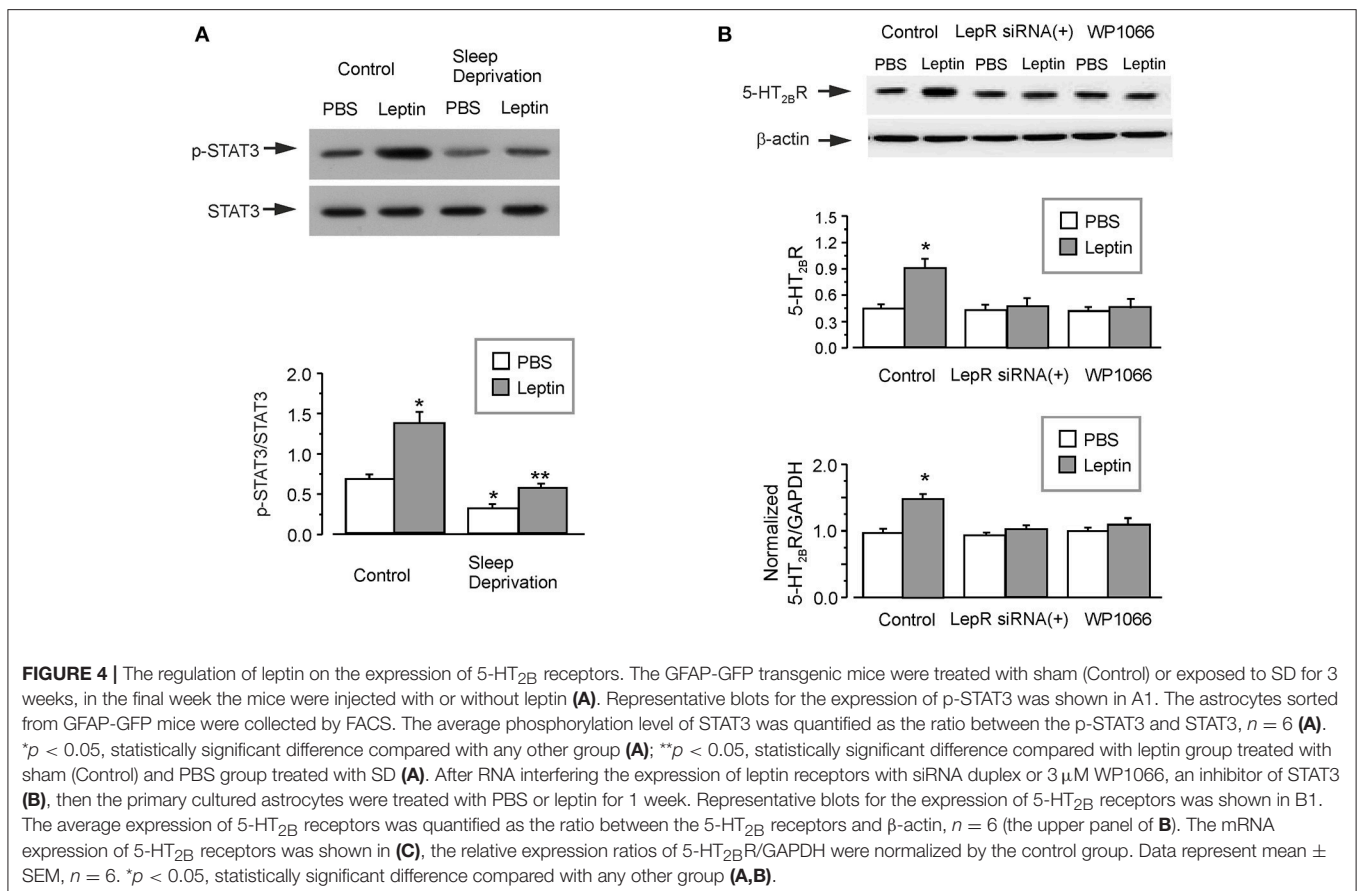 A
Control
Sleep
Deprivation
PBS Leptin PBS Leptin
p-STAT3
STAT3
PBS
Leptin
p-STAT3/STAT3
2.0
1.5
1.0
0.5
0.0
*
*
**
Control
Sleep
Deprivation
B
Control LepR siRNA(+) WP1066
PBS Leptin PBS Leptin PBS Leptin
5-HT2BR
β-actin
5-HT2BR
1.5
1.2
0.9
0.6
0.3
0.0
*
PBS
Leptin
Control LepR siRNA(+) WP1066
Normalized
5-HT2BR/GAPDH
2.0
1.0
0.0
*
PBS
Leptin
Control LepR siRNA(+) WP1066
FIGURE 4 | The regulation of leptin on the expression of 5-HT2B receptors. The GFAP-GFP transgenic mice were treated with sham (Control) or exposed to SD for 3
weeks, in the final week the mice were injected with or without leptin (A). Representative blots for the expression of p-STAT3 was shown in A1. The astrocytes sorted
from GFAP-GFP mice were collected by FACS. The average phosphorylation level of STAT3 was quantified as the ratio between the p-STAT3 and STAT3, n = 6 (A).
*p < 0.05, statistically significant difference compared with any other group (A); **p < 0.05, statistically significant difference compared with leptin group treated with
sham (Control) and PBS group treated with SD (A). After RNA interfering the expression of leptin receptors with siRNA duplex or 3 μM WP1066, an inhibitor of STAT3
(B), then the primary cultured astrocytes were treated with PBS or leptin for 1 week. Representative blots for the expression of 5-HT2B receptors was shown in B1.
The average expression of 5-HT2B receptors was quantified as the ratio between the 5-HT2B receptors and β-actin, n = 6 (the upper panel of B). The mRNA
expression of 5-HT2B receptors was shown in (C), the relative expression ratios of 5-HT2BR/GAPDH were normalized by the control group. Data represent mean ±
SEM, n = 6. *p < 0.05, statistically significant difference compared with any other group (A,B).